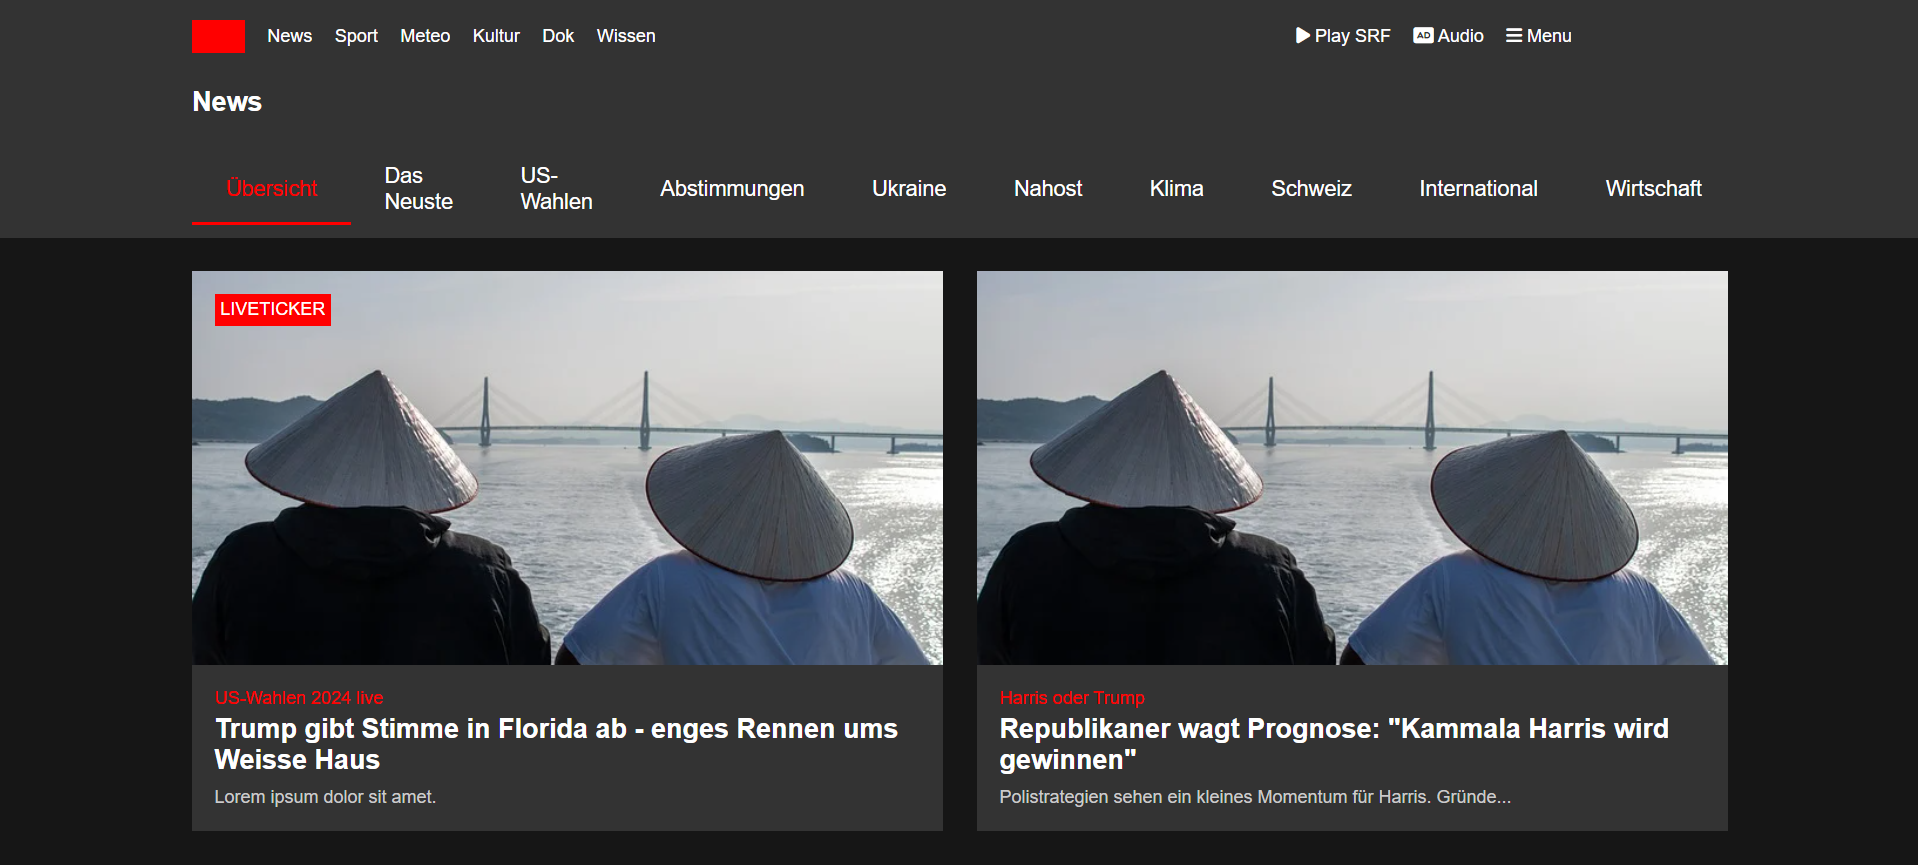 News Sport Meteo Kultur Dok Wissen Play SRF AD Audio Menu
News
Übersicht
Das
Neuste
US-
Wahlen
Abstimmungen
Ukraine
Nahost
Klima
Schweiz
International
Wirtschaft
LIVETICKER
US-Wahlen 2024 live
Trump gibt Stimme in Florida ab - enges Rennen ums
Weisse Haus
Lorem ipsum dolor sit amet.
Harris oder Trump
Republikaner wagt Prognose: "Kammala Harris wird
gewinnen"
Polistrategien sehen ein kleines Momentum für Harris. Gründe...